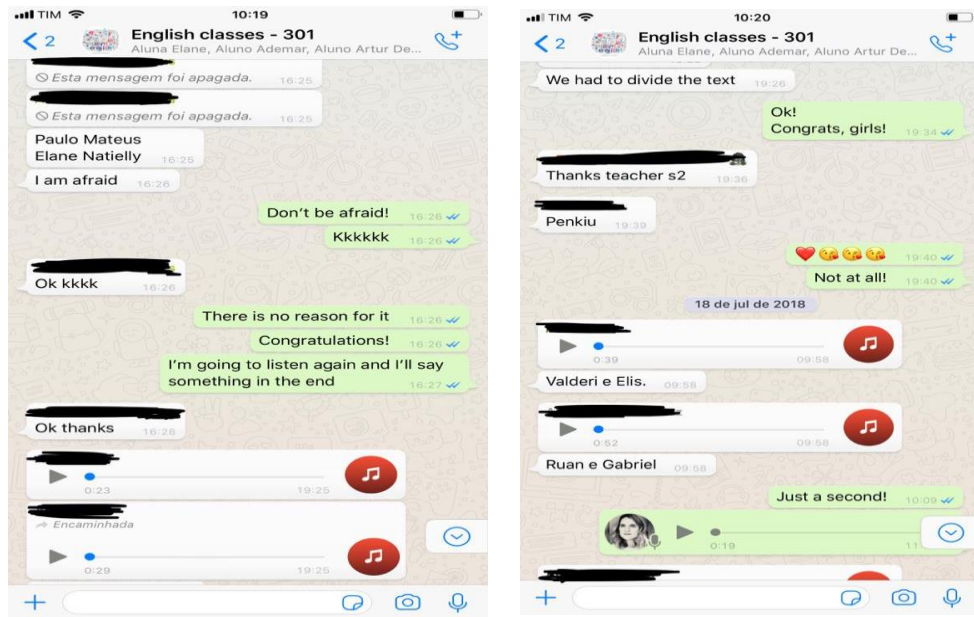 TIM
10:19
2
English classes - 301
Aluna Elane, Aluno Ademar, Aluno Artur De...
Esta mensagem foi apagada. 16:25
Esta mensagem foi apagada. 16:25
Paulo Mateus
Elane Natielly 16:25
I am afraid 16:26
Don't be afraid! 16:26
Kkkkkk 16:26
Ok kkkk 16:26
There is no reason for it 16:26
Congratulations! 16:26
I'm going to listen again and I'll say
something in the end 16:27
Ok thanks 16:28
0:23 19:25
Encaminhada
0:29 19:25
TIM
10:20
2
English classes - 301
Aluna Elane, Aluno Ademar, Aluno Artur De...
We had to divide the text 19:26
Ok!
Congrats, girls! 19:34
Thanks teacher s2 19:36
Penkiu 19:39
19:40
Not at all! 19:40
18 de jul de 2018
0:39 09:58
Valderi e Elis. 09:58
0:52 09:58
Ruan e Gabriel 09:58
Just a second! 10:09
0:19